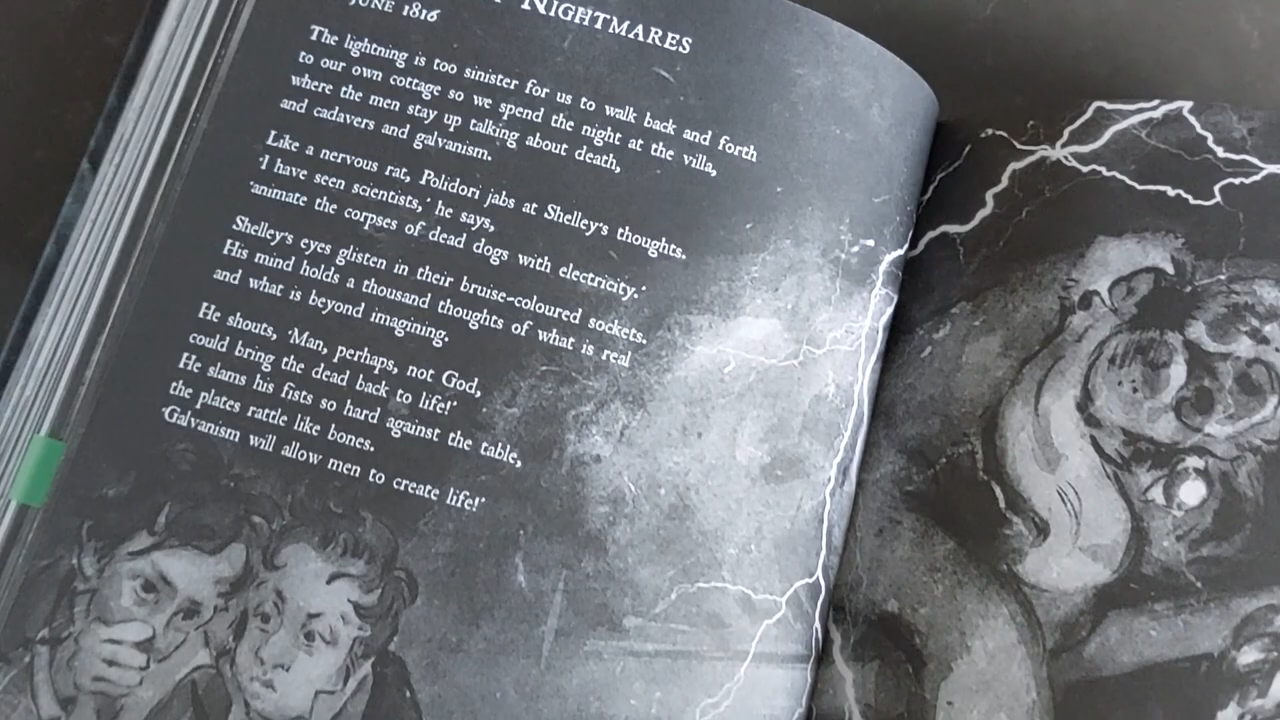 NIGHTMARES
JUNE 1816
The lightning is too sinister for us to walk back and forth
to our own cottage so we spend the night at the villa,
where the men stay up talking about death,
and cadavers and galvanism.
Like a nervous rat, Polidori jabs at Shelley's thoughts.
'I have seen scientists,' he says,
'animate the corpses of dead dogs with electricity.'
Shelley's eyes glisten in their bruise-coloured sockets.
His mind holds a thousand thoughts of what is real
and what is beyond imagining.
He shouts, 'Man, perhaps, not God,
could bring the dead back to life!'
He slams his fists so hard against the table,
the plates rattle like bones.
'Galvanism will allow men to create life!'